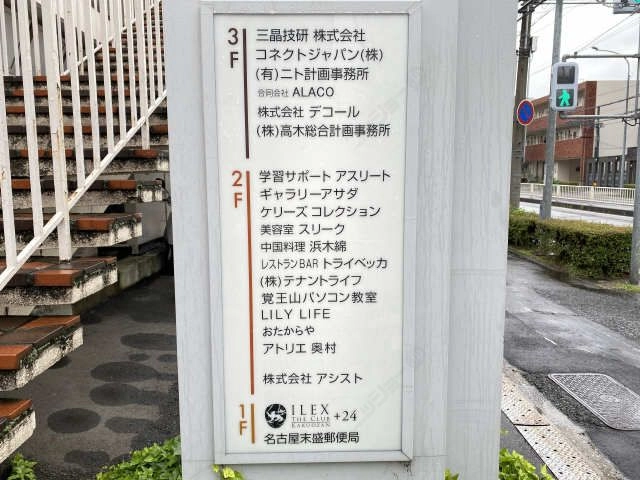 3F
三晶技研 株式会社
コネクトジャパン(株)
(有)ニト計画事務所
合同会社 ALACO
株式会社 デコール
(株)高木総合計画事務所
2F
学習サポート アスリート
ギャラリーアサダ
ケリーズ コレクション
美容室 スリーク
中国料理 浜木綿
レストランBAR トライベッカ
(株)テナントライフ
覚王山パソコン教室
LILY LIFE
おたからや
アトリエ 奥村
株式会社 アシスト
1F
ILEX +24
THE CLUB
KAKUOZAN
名古屋末盛郵便局